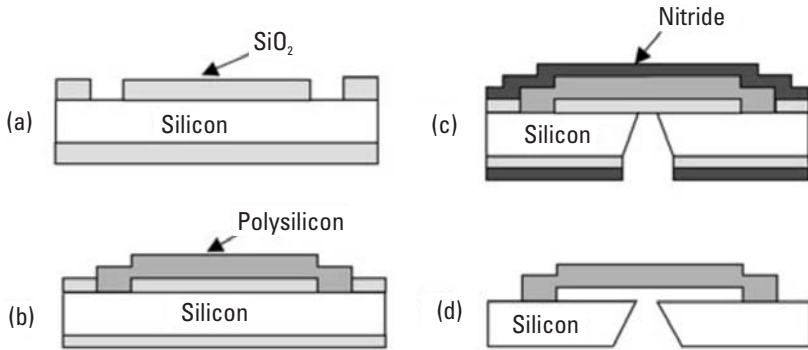 SiO₂
(a)
Silicon
Polysilicon
(b)
Silicon
Nitride
(c)
Silicon
(d)
Silicon